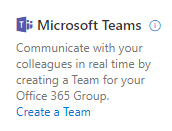 Microsoft Teams
Communicate with your
colleagues in real time by
creating a Team for your
Office 365 Group.
Create a Team